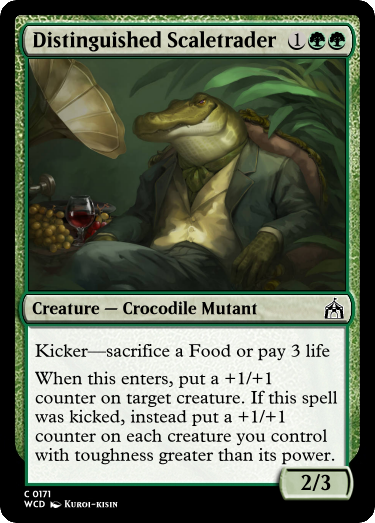 Distinguished Scaletrader 1
Creature — Crocodile Mutant
Kicker—sacrifice a Food or pay 3 life
When this enters, put a +1/+1
counter on target creature. If this spell
was kicked, instead put a +1/+1
counter on each creature you control
with toughness greater than its power.
2/3
C 0171
WCD Kuroi-kisin